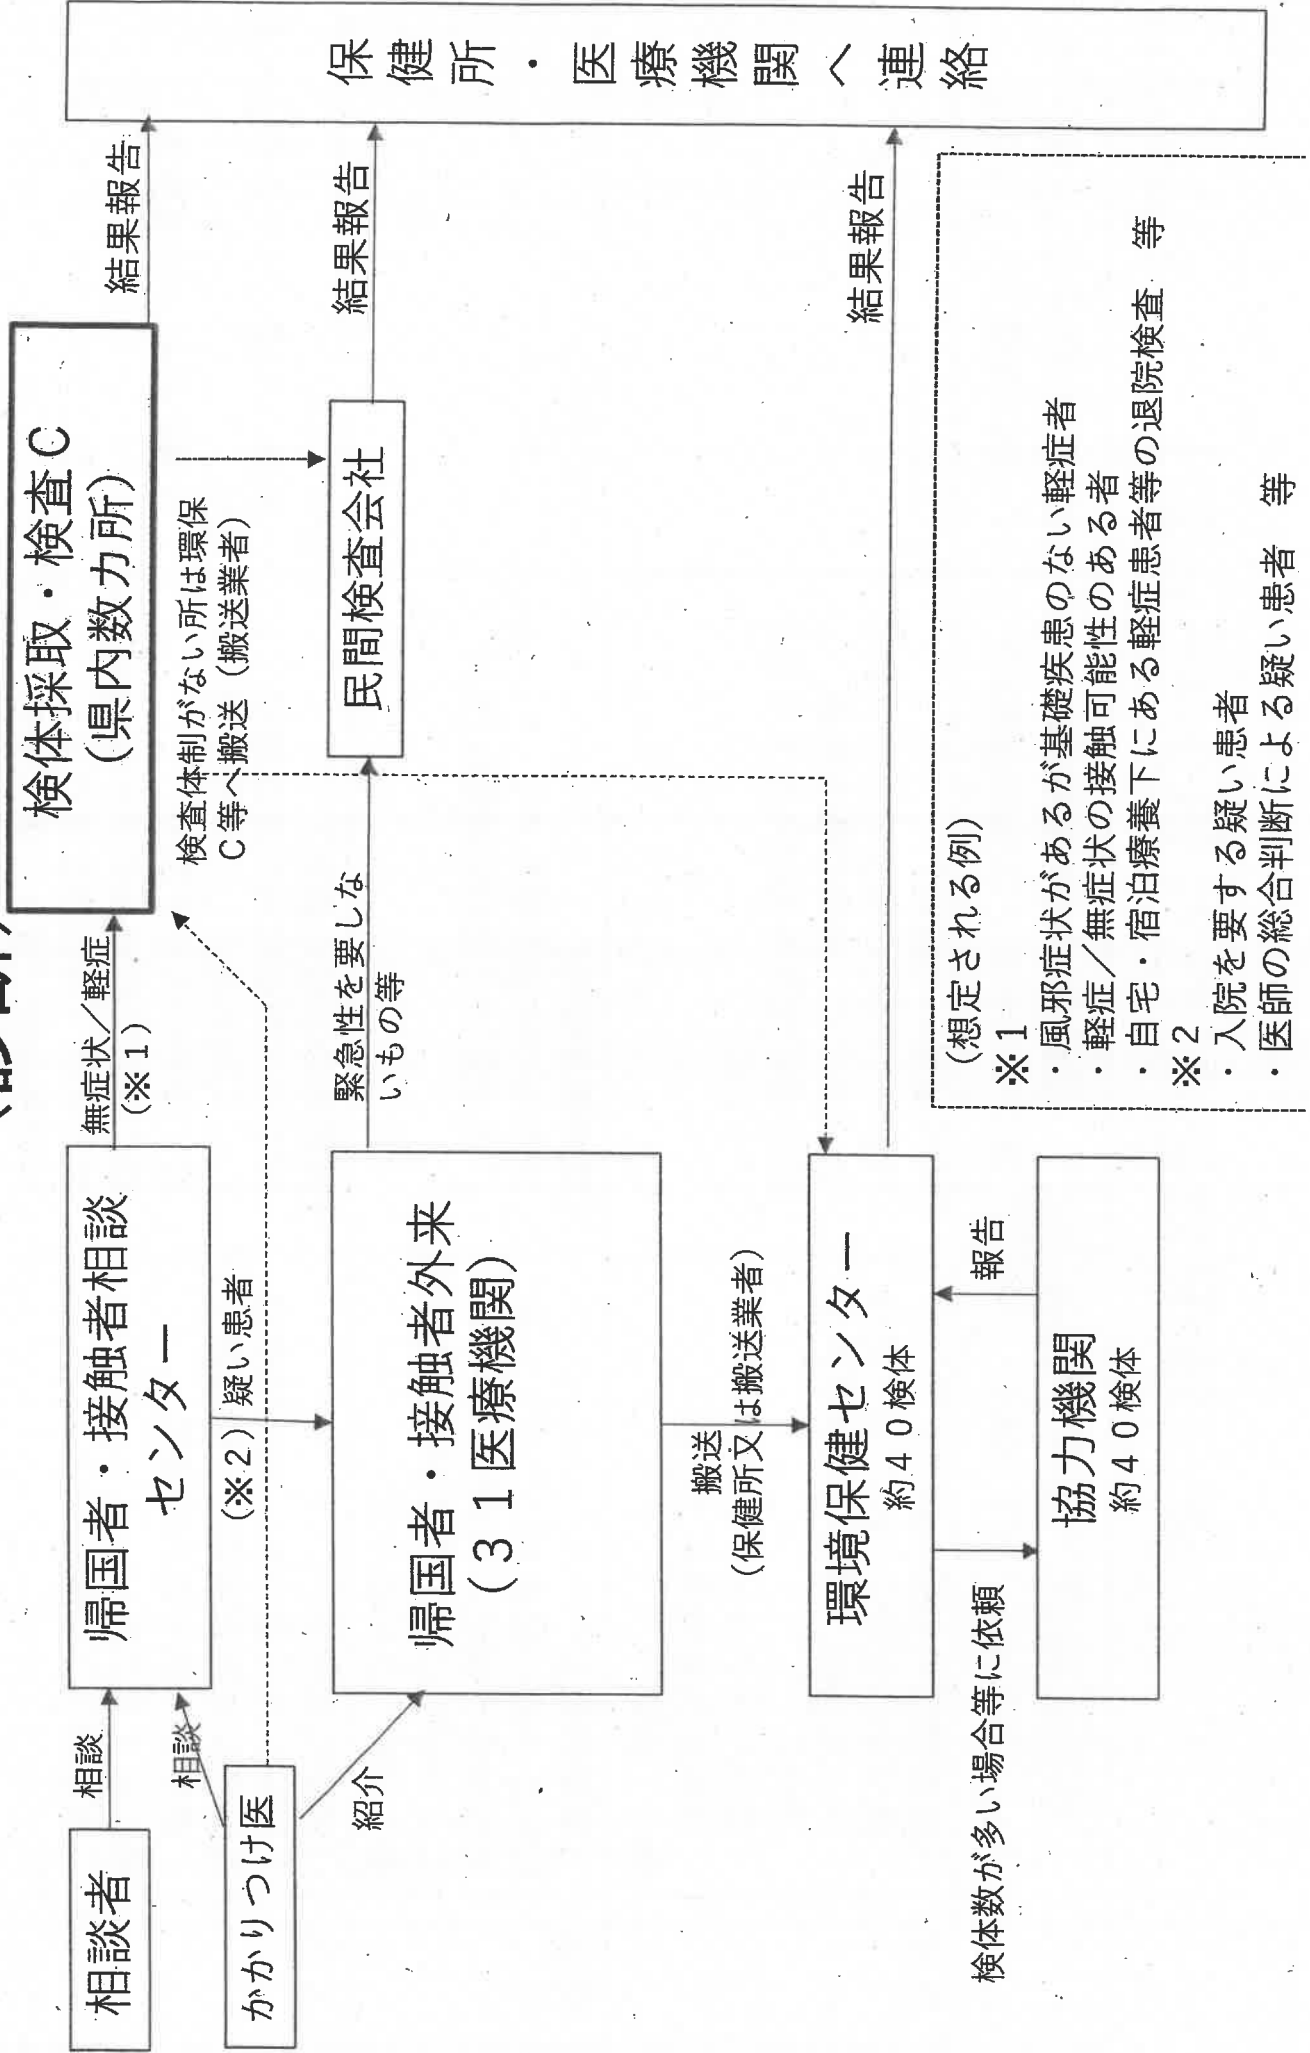 相談者
相談
かかりつけ医
相談
紹介
帰国者・接触者相談
センター
無症状/軽症
(※1)
(※2)疑い患者
検体採取・検査C
(県内数カ所)
検査体制がない所は環保
C等へ搬送(搬送業者)
結果報告
帰国者・接触者外来
(31医療機関)
緊急性を要しな
いもの等
民間検査会社
結果報告
搬送
(保健所又は搬送業者)
環境保健センター
約40検体
結果報告
検体数が多い場合等に依頼
報告
協力機関
約40検体
保健所・医療機関へ連絡
(想定される例)
※1
・風邪症状があるが基礎疾患のない軽症者
・軽症/無症状の接触可能性のある者
・自宅・宿泊療養下にある軽症患者等の退院検査 等
※2
・入院を要する疑い患者
・医師の総合判断による疑い患者 等